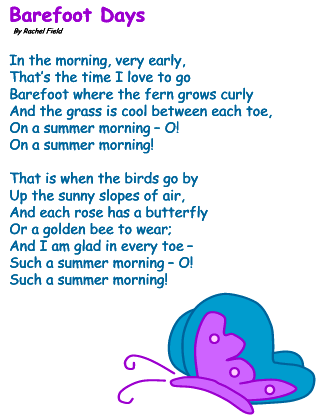 Barefoot Days
By Rachel Field
In the morning, very early,
That's the time I love to go
Barefoot where the fern grows curly
And the grass is cool between each toe,
On a summer morning – O!
On a summer morning!
That is when the birds go by
Up the sunny slopes of air,
And each rose has a butterfly
Or a golden bee to wear;
And I am glad in every toe –
Such a summer morning – O!
Such a summer morning!